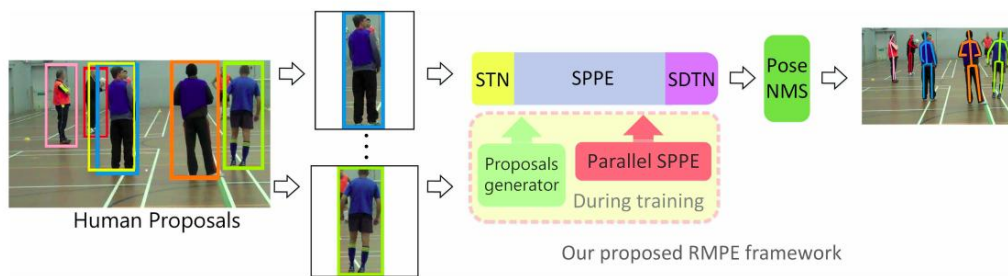 Human Proposals
STN
SPPE
SDTN
Pose
NMS
Proposals
generator
Parallel SPPE
During training
Our proposed RMPE framework